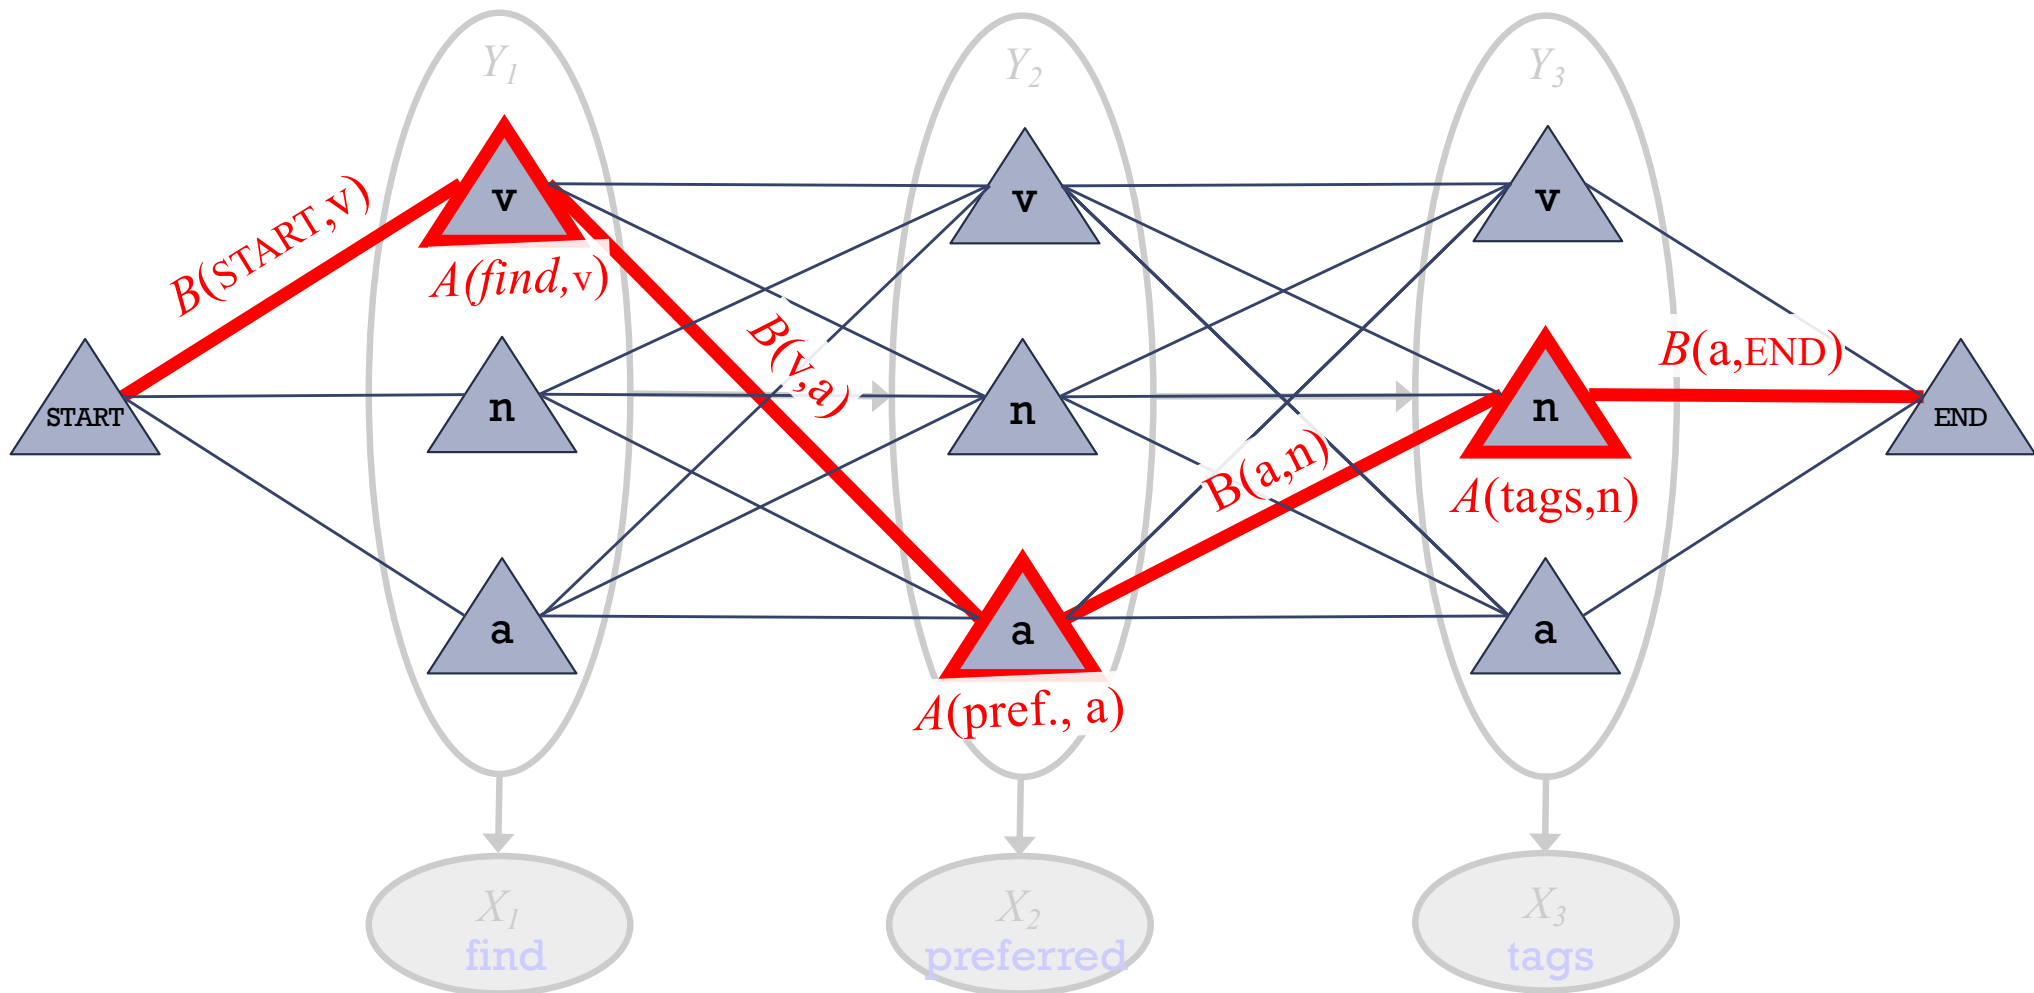 Y1 Y2 Y3
v v v
B(START,v)
A(find,v)
B(v,a)
B(a,END)
START n n n END
B(a,n)
A(tags,n)
a a a
A(pref., a)
X1 X2 X3
find preferred tags